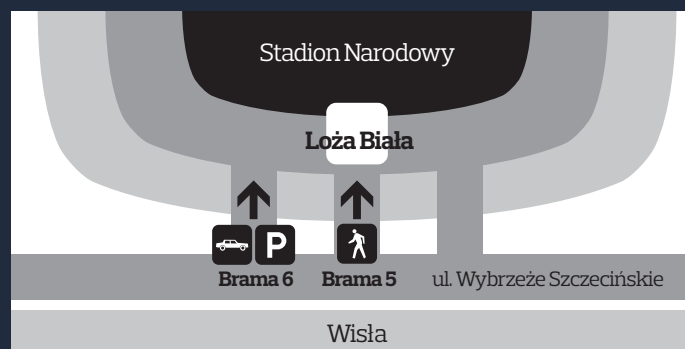 Stadion Narodowy
Loża Biała
P
Brama 6
Brama 5
ul. Wybrzeże Szczecińskie
Wisła